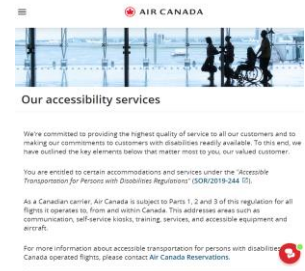 AIR CANADA
Our accessibility services
We're committed to providing the highest quality of service to all our customers and to
making our commitments to customers with disabilities readily available. To this end, we
have outlined the key elements below that matter most to you, our valued customer.
You are entitled to certain accommodations and services under the "Accessible
Transportation for Persons with Disabilities Regulations" (SOR/2019-244).
As a Canadian carrier, Air Canada is subject to Parts 1, 2 and 3 of this regulation for all
flights it operates to, from and within Canada. This addresses areas such as
communication, self-service kiosks, training, services, and accessible equipment and
aircraft.
For more information about accessible transportation for persons with disabilities
Canada operated flights, please contact Air Canada Reservations.